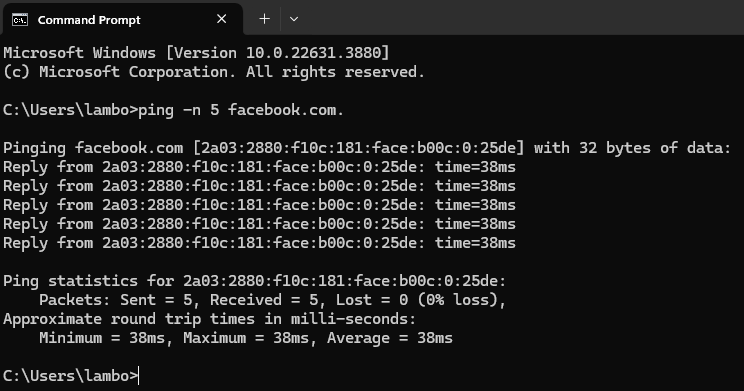 Command Prompt
Microsoft Windows [Version 10.0.22631.3880]
(c) Microsoft Corporation. All rights reserved.
C:\Users\lambo>ping -n 5 facebook.com.
Pinging facebook.com [2a03:2880:f10c:181:face:b00c:0:25de] with 32 bytes of data:
Reply from 2a03:2880:f10c:181:face:b00c:0:25de: time=38ms
Reply from 2a03:2880:f10c:181:face:b00c:0:25de: time=38ms
Reply from 2a03:2880:f10c:181:face:b00c:0:25de: time=38ms
Reply from 2a03:2880:f10c:181:face:b00c:0:25de: time=38ms
Reply from 2a03:2880:f10c:181:face:b00c:0:25de: time=38ms
Ping statistics for 2a03:2880:f10c:181:face:b00c:0:25de:
    Packets: Sent = 5, Received = 5, Lost = 0 (0% loss),
Approximate round trip times in milli-seconds:
    Minimum = 38ms, Maximum = 38ms, Average = 38ms
C:\Users\lambo>